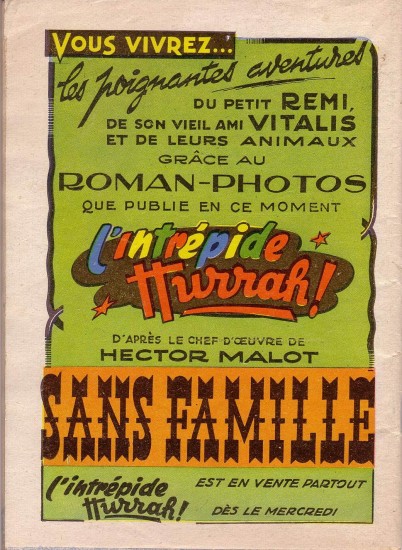 VOUS VIVREZ...
les poignantes aventures
DU PETIT REMI,
DE SON VIEIL AMI VITALIS
ET DE LEURS ANIMAUX
GRÂCE AU
ROMAN-PHOTOS
QUE PUBLIE EN CE MOMENT
l'intrépide
Hurrah!
D'APRÈS LE CHEF-D'ŒUVRE DE
HECTOR MALOT
SANS FAMILLE
l'intrépide
Hurrah!
EST EN VENTE PARTOUT
DÈS LE MERCREDI